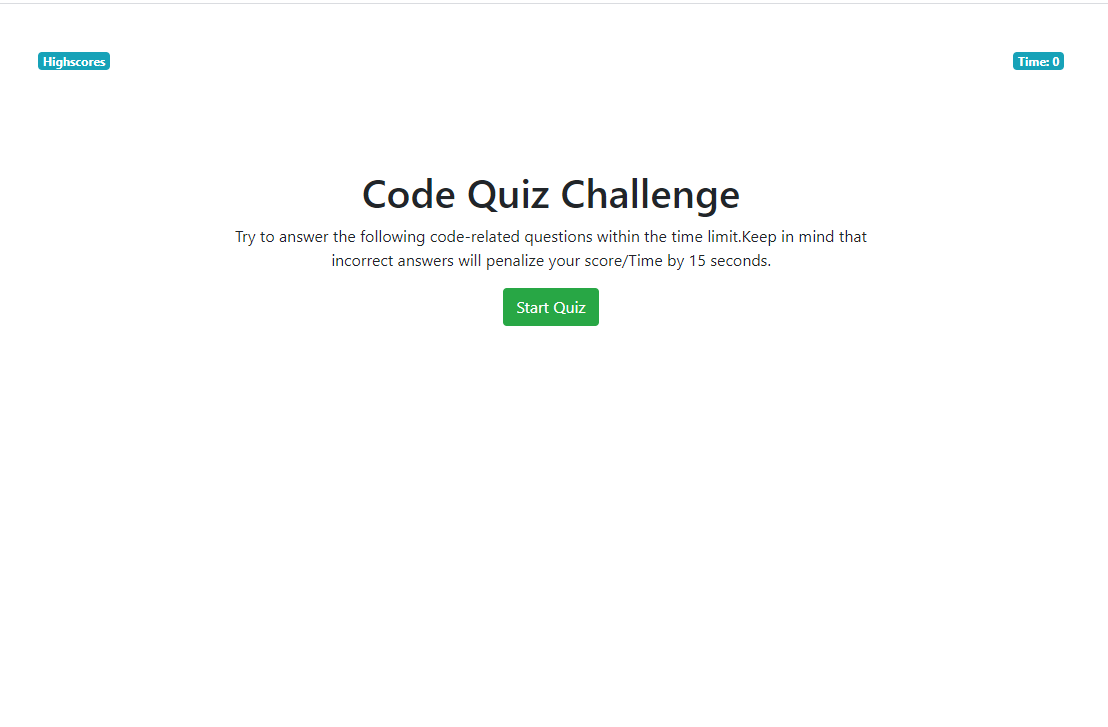 Highscores
Time: 0
Code Quiz Challenge
Try to answer the following code-related questions within the time limit.Keep in mind that
incorrect answers will penalize your score/Time by 15 seconds.
Start Quiz